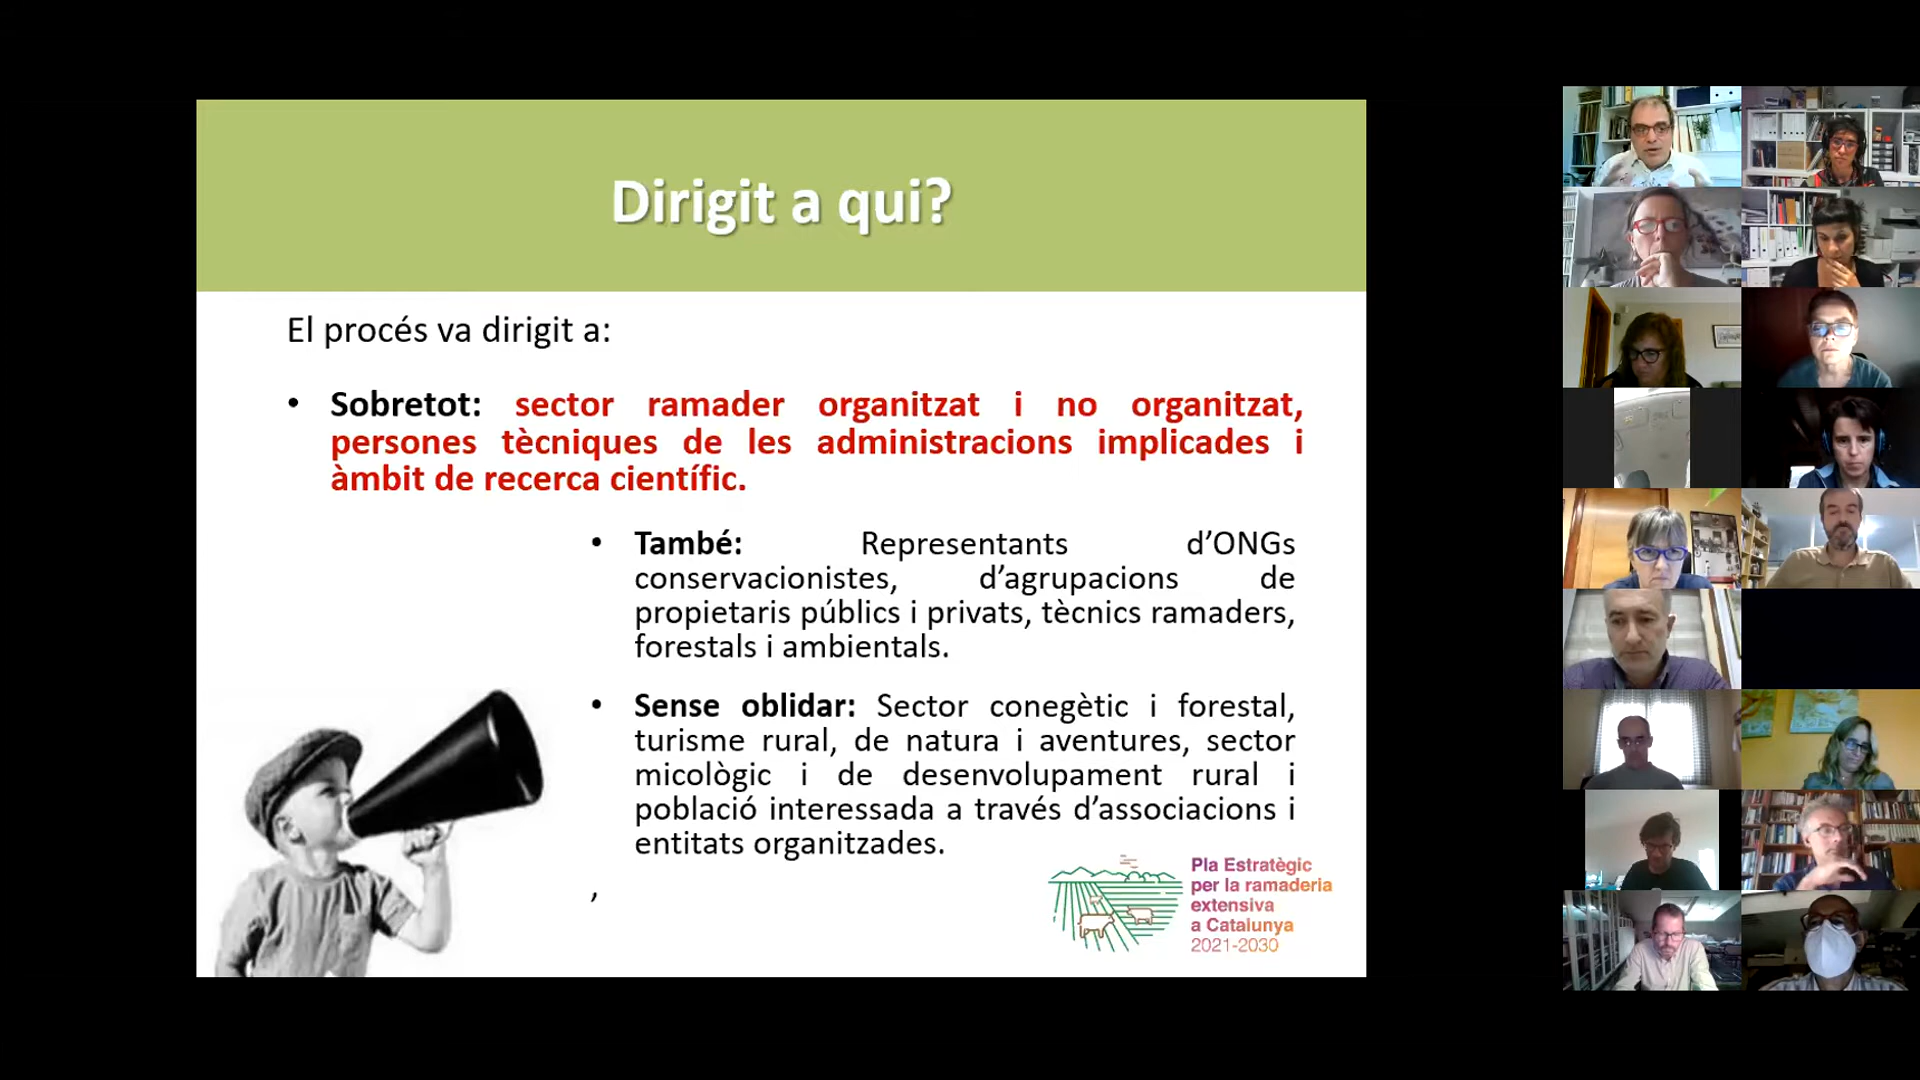 Dirigit a qui?
El procés va dirigit a:
• Sobretot: sector ramader organitzat i no organitzat,
persones tècniques de les administracions implicades i
àmbit de recerca científic.
• També: Representants d’ONGs
conservacionistes, d’agrupacions de
propietaris públics i privats, tècnics ramaders,
forestals i ambientals.
• Sense oblidar: Sector conegètic i forestal,
turisme rural, de natura i aventures, sector
micològic i de desenvolupament rural i
població interessada a través d’associacions i
entitats organitzades.
,
Pla Estratègic
per la ramaderia
extensiva
a Catalunya
2021-2030